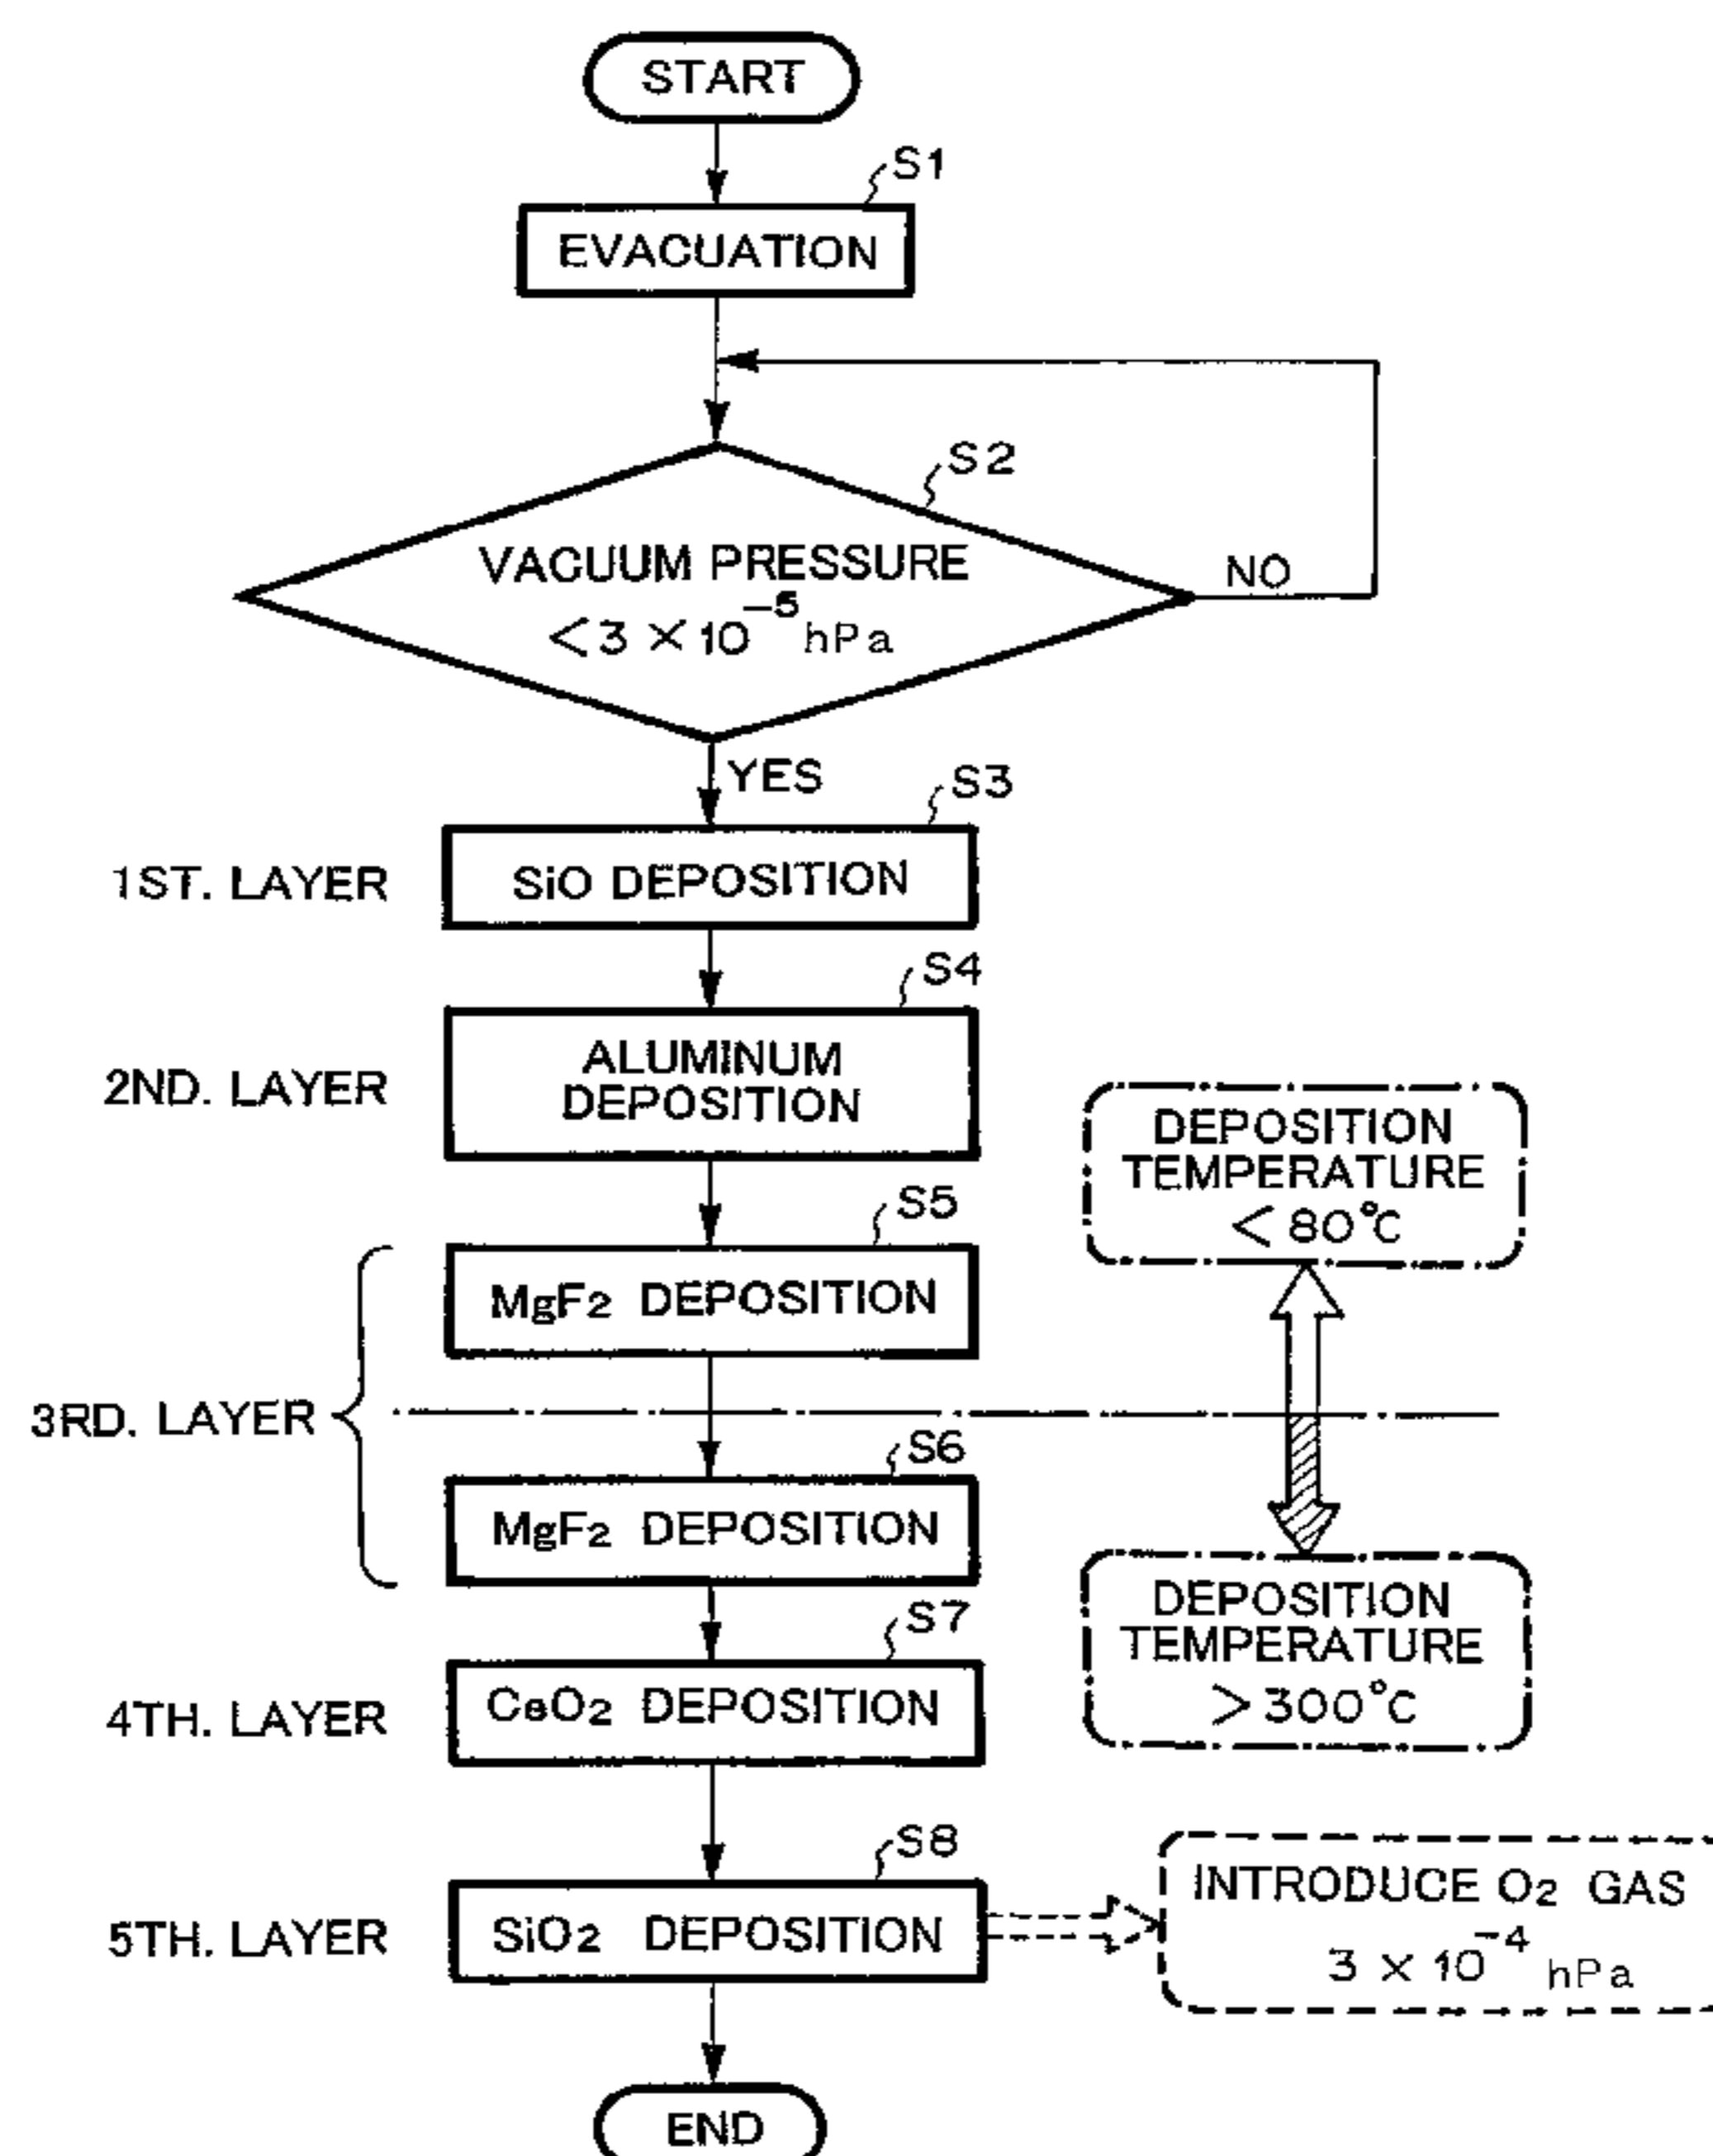 START
S1
EVACUATION
S2
VACUUM PRESSURE
< 3 × 10⁻⁵ hPa
NO
YES
S3
1ST. LAYER
SiO DEPOSITION
S4
2ND. LAYER
ALUMINUM
DEPOSITION
DEPOSITION
TEMPERATURE
< 80°C
S5
MgF2 DEPOSITION
3RD. LAYER
S6
MgF2 DEPOSITION
DEPOSITION
TEMPERATURE
> 300°C
S7
4TH. LAYER
CeO2 DEPOSITION
S8
5TH. LAYER
SiO2 DEPOSITION
INTRODUCE O2 GAS
3 × 10⁻⁴ hPa
END